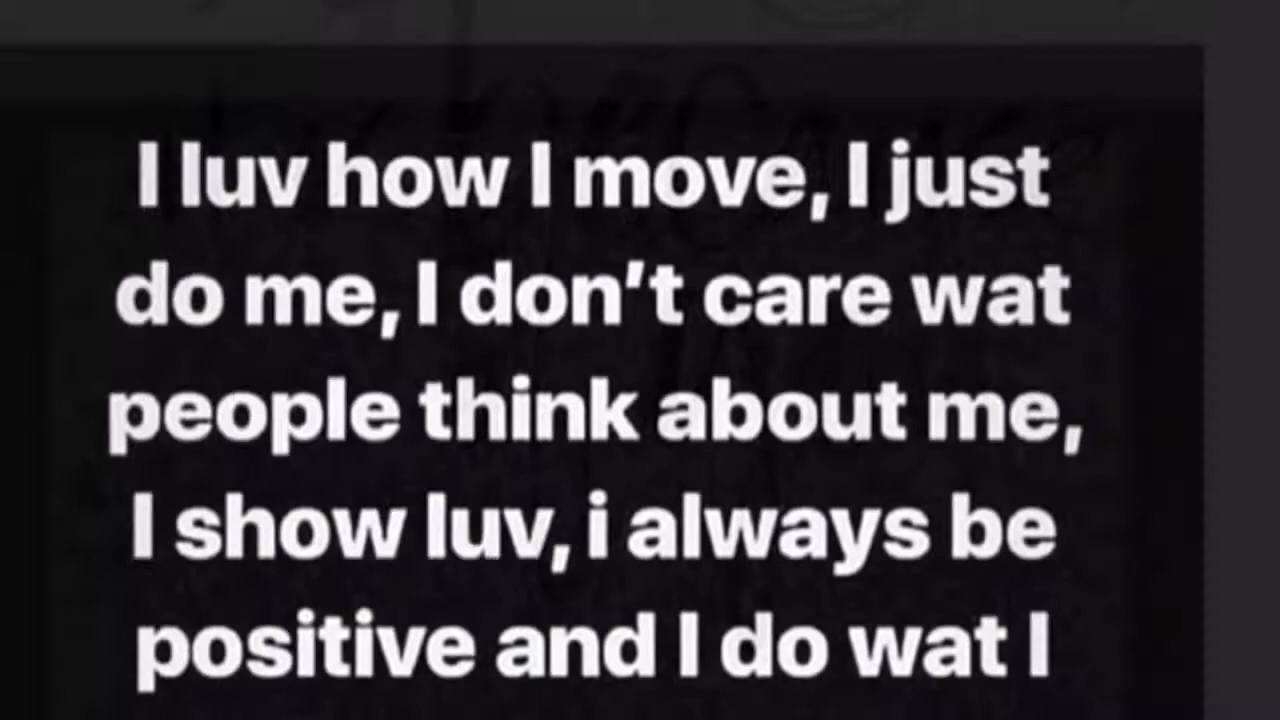 I luv how I move, I just
do me, I don’t care wat
people think about me,
I show luv, i always be
positive and I do wat I